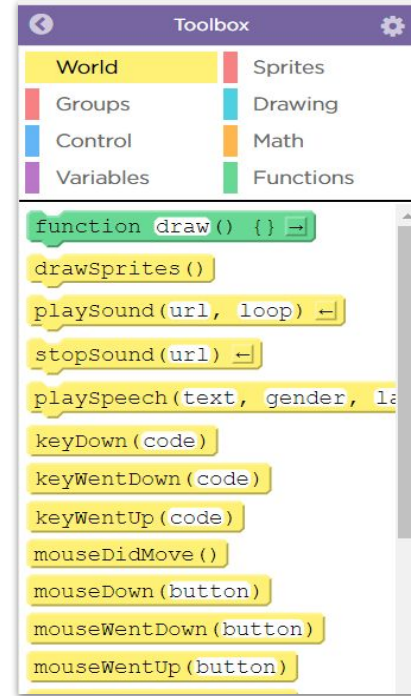 Toolbox
World Sprites
Groups Drawing
Control Math
Variables Functions
function draw() {} →
drawSprites()
playSound(url, loop) ←
stopSound(url) ←
playSpeech(text, gender, la
keyDown(code)
keyWentDown(code)
keyWentUp(code)
mouseDidMove()
mouseDown(button)
mouseWentDown(button)
mouseWentUp(button)